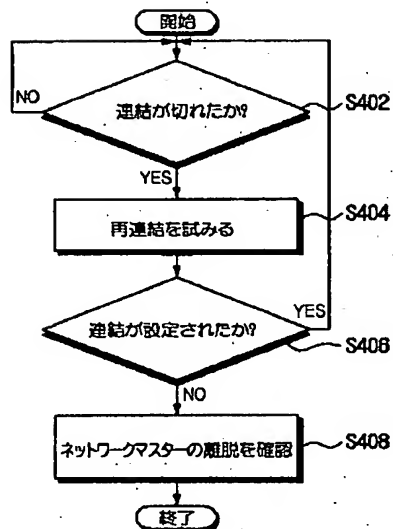 開始
NO
連結が切れたか?
S402
YES
再連結を試みる
S404
YES
連結が設定されたか?
S406
NO
ネットワークマスターの離脱を確認
S408
終了